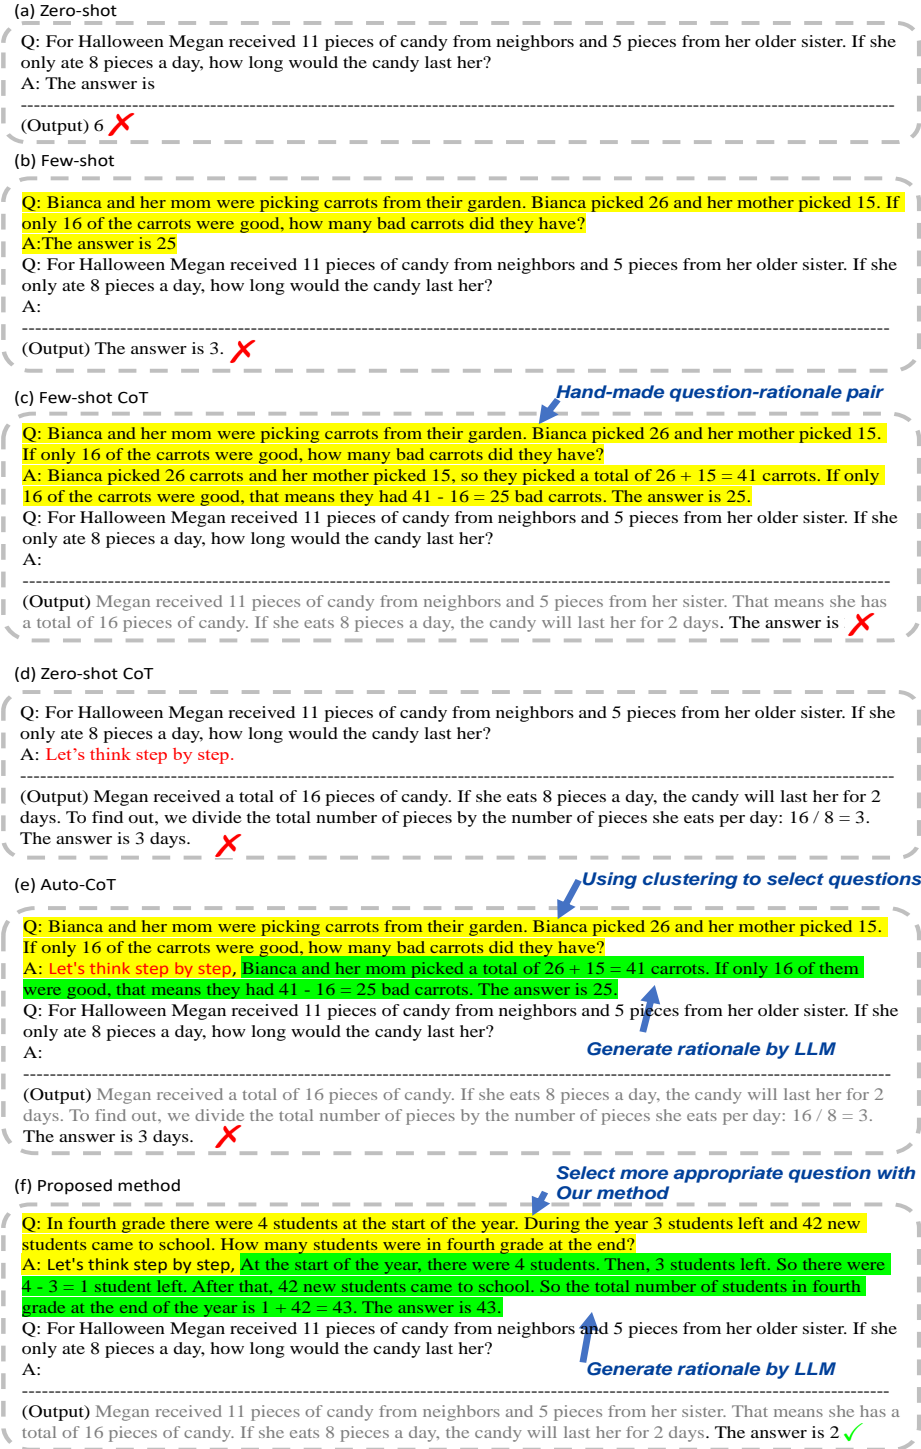 (a) Zero-shot
Q: For Halloween Megan received 11 pieces of candy from neighbors and 5 pieces from her older sister. If she
only ate 8 pieces a day, how long would the candy last her?
A: The answer is
(Output) 6
(b) Few-shot
Q: Bianca and her mom were picking carrots from their garden. Bianca picked 26 and her mother picked 15. If
only 16 of the carrots were good, how many bad carrots did they have?
A:The answer is 25
Q: For Halloween Megan received 11 pieces of candy from neighbors and 5 pieces from her older sister. If she
only ate 8 pieces a day, how long would the candy last her?
A:
(Output) The answer is 3.
(c) Few-shot CoT
Hand-made question-rationale pair
Q: Bianca and her mom were picking carrots from their garden. Bianca picked 26 and her mother picked 15.
If only 16 of the carrots were good, how many bad carrots did they have?
A: Bianca picked 26 carrots and her mother picked 15, so they picked a total of 26 + 15 = 41 carrots. If only
16 of the carrots were good, that means they had 41 - 16 = 25 bad carrots. The answer is 25.
Q: For Halloween Megan received 11 pieces of candy from neighbors and 5 pieces from her older sister. If she
only ate 8 pieces a day, how long would the candy last her?
A:
(Output) Megan received 11 pieces of candy from neighbors and 5 pieces from her sister. That means she has
a total of 16 pieces of candy. If she eats 8 pieces a day, the candy will last her for 2 days. The answer is
(d) Zero-shot CoT
Q: For Halloween Megan received 11 pieces of candy from neighbors and 5 pieces from her older sister. If she
only ate 8 pieces a day, how long would the candy last her?
A: Let's think step by step.
(Output) Megan received a total of 16 pieces of candy. If she eats 8 pieces a day, the candy will last her for 2
days. To find out, we divide the total number of pieces by the number of pieces she eats per day: 16 / 8 = 3.
The answer is 3 days.
(e) Auto-CoT
Using clustering to select questions
Q: Bianca and her mom were picking carrots from their garden. Bianca picked 26 and her mother picked 15.
If only 16 of the carrots were good, how many bad carrots did they have?
A: Let's think step by step, Bianca and her mom picked a total of 26 + 15 = 41 carrots. If only 16 of them
were good, that means they had 41 - 16 = 25 bad carrots. The answer is 25.
Q: For Halloween Megan received 11 pieces of candy from neighbors and 5 pieces from her older sister. If she
only ate 8 pieces a day, how long would the candy last her?
A:
Generate rationale by LLM
(Output) Megan received a total of 16 pieces of candy. If she eats 8 pieces a day, the candy will last her for 2
days. To find out, we divide the total number of pieces by the number of pieces she eats per day: 16 / 8 = 3.
The answer is 3 days.
(f) Proposed method
Select more appropriate question with
Our method
Q: In fourth grade there were 4 students at the start of the year. During the year 3 students left and 42 new
students came to school. How many students were in fourth grade at the end?
A: Let's think step by step, At the start of the year, there were 4 students. Then, 3 students left. So there were
4 - 3 = 1 student left. After that, 42 new students came to school. So the total number of students in fourth
grade at the end of the year is 1 + 42 = 43. The answer is 43.
Q: For Halloween Megan received 11 pieces of candy from neighbors and 5 pieces from her older sister. If she
only ate 8 pieces a day, how long would the candy last her?
A:
Generate rationale by LLM
(Output) Megan received 11 pieces of candy from neighbors and 5 pieces from her sister. That means she has a
total of 16 pieces of candy. If she eats 8 pieces a day, the candy will last her for 2 days. The answer is 2